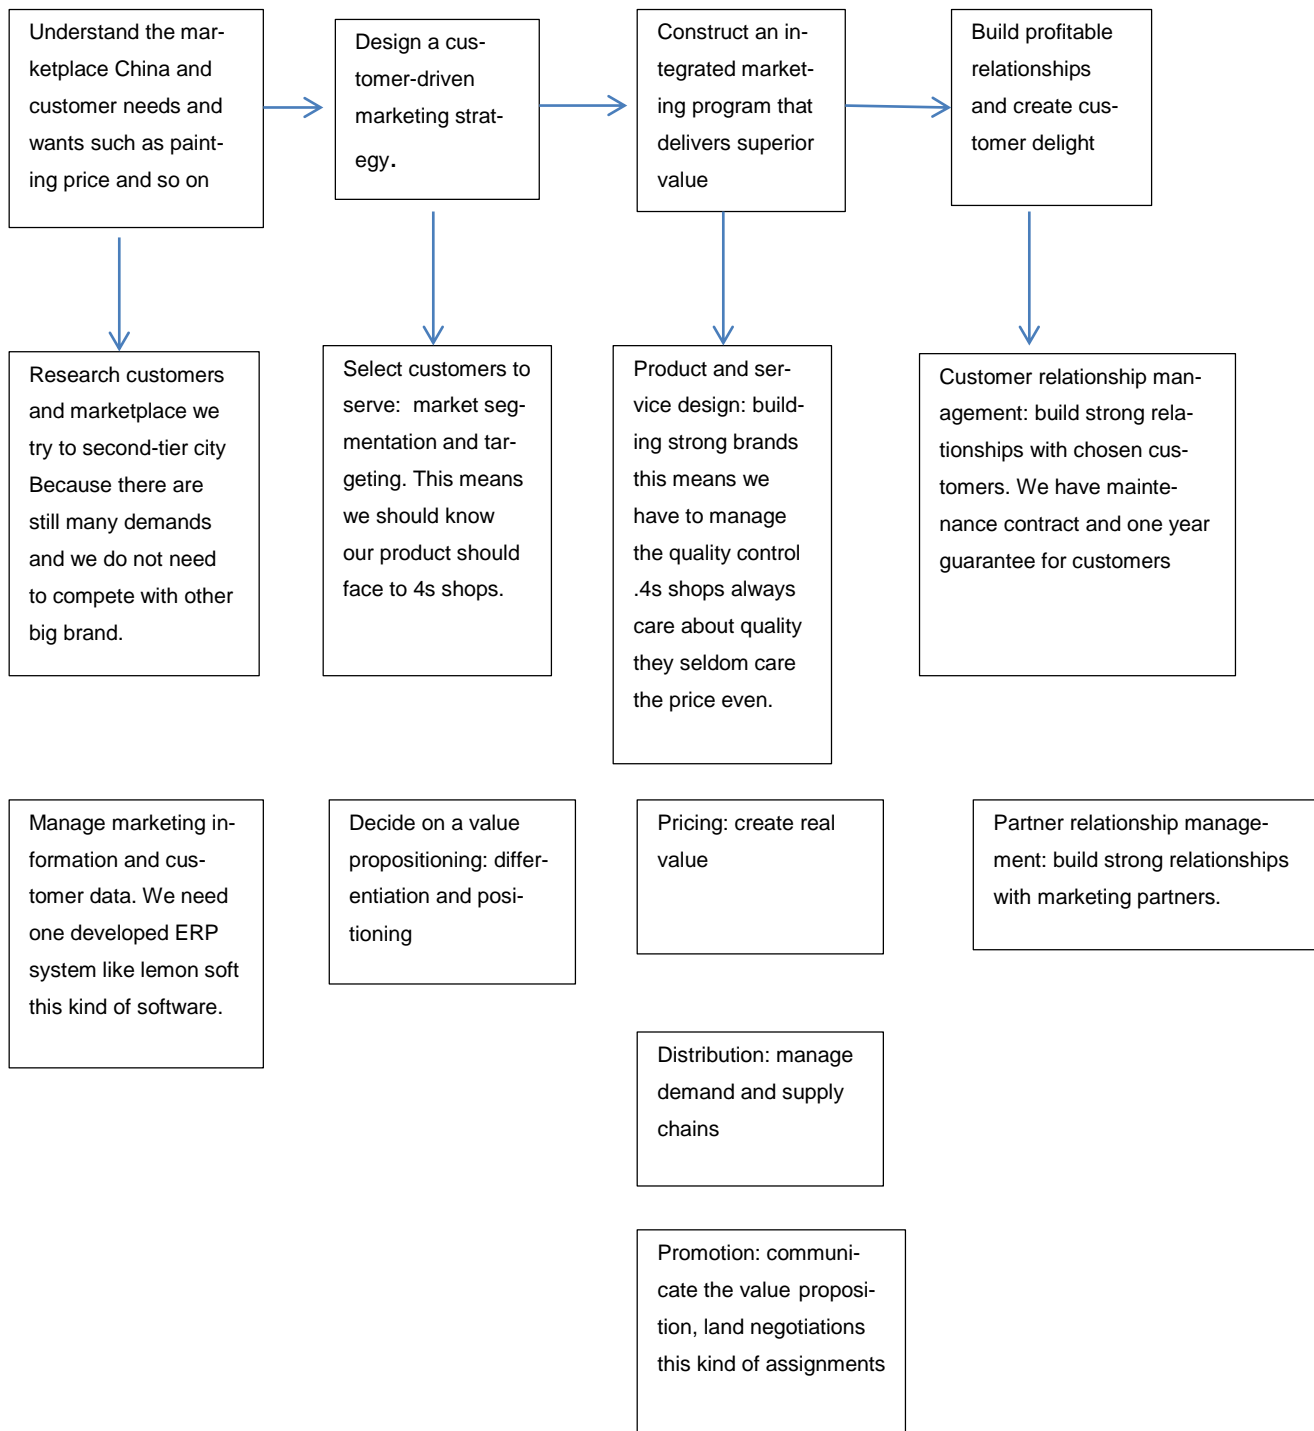 Understand the mar-
ketplace China and
customer needs and
wants such as paint-
ing price and so on
Design a cus-
tomer-driven
marketing strat-
egy.
Construct an in-
tegrated market-
ing program that
delivers superior
value
Build profitable
relationships
and create cus-
tomer delight
Research customers
and marketplace we
try to second-tier city
Because there are
still many demands
and we do not need
to compete with other
big brand.
Select customers to
serve:  market seg-
mentation and tar-
geting. This means
we should know
our product should
face to 4s shops.
Product and ser-
vice design: build-
ing strong brands
this means we
have to manage
the quality control
.4s shops always
care about quality
they seldom care
the price even.
Customer relationship man-
agement: build strong rela-
tionships with chosen cus-
tomers. We have mainte-
nance contract and one year
guarantee for customers
Manage marketing in-
formation and cus-
tomer data. We need
one developed ERP
system like lemon soft
this kind of software.
Decide on a value
propositioning: differ-
entiation and posi-
tioning
Pricing: create real
value
Partner relationship manage-
ment: build strong relationships
with marketing partners.
Distribution: manage
demand and supply
chains
Promotion: communi-
cate the value proposi-
tion, land negotiations
this kind of assignments